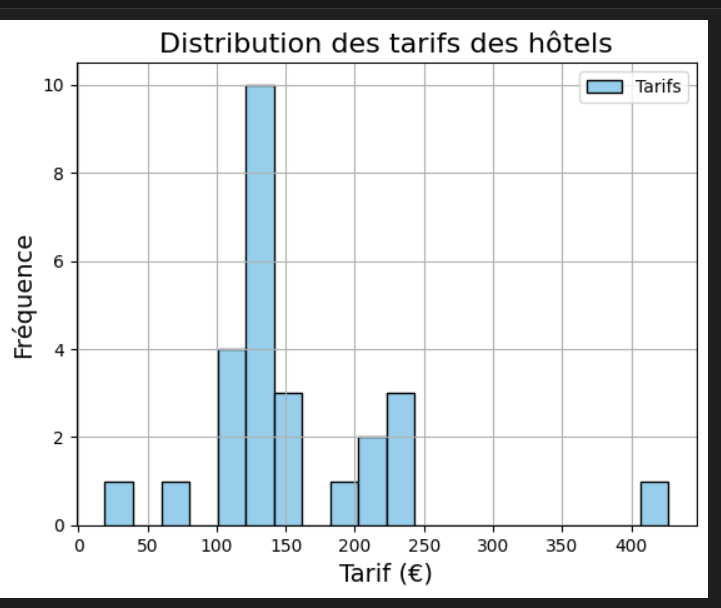 Distribution des tarifs des hôtels
Tarifs
Fréquence
10
8
6
4
2
0
0 50 100 150 200 250 300 350 400
Tarif (€)